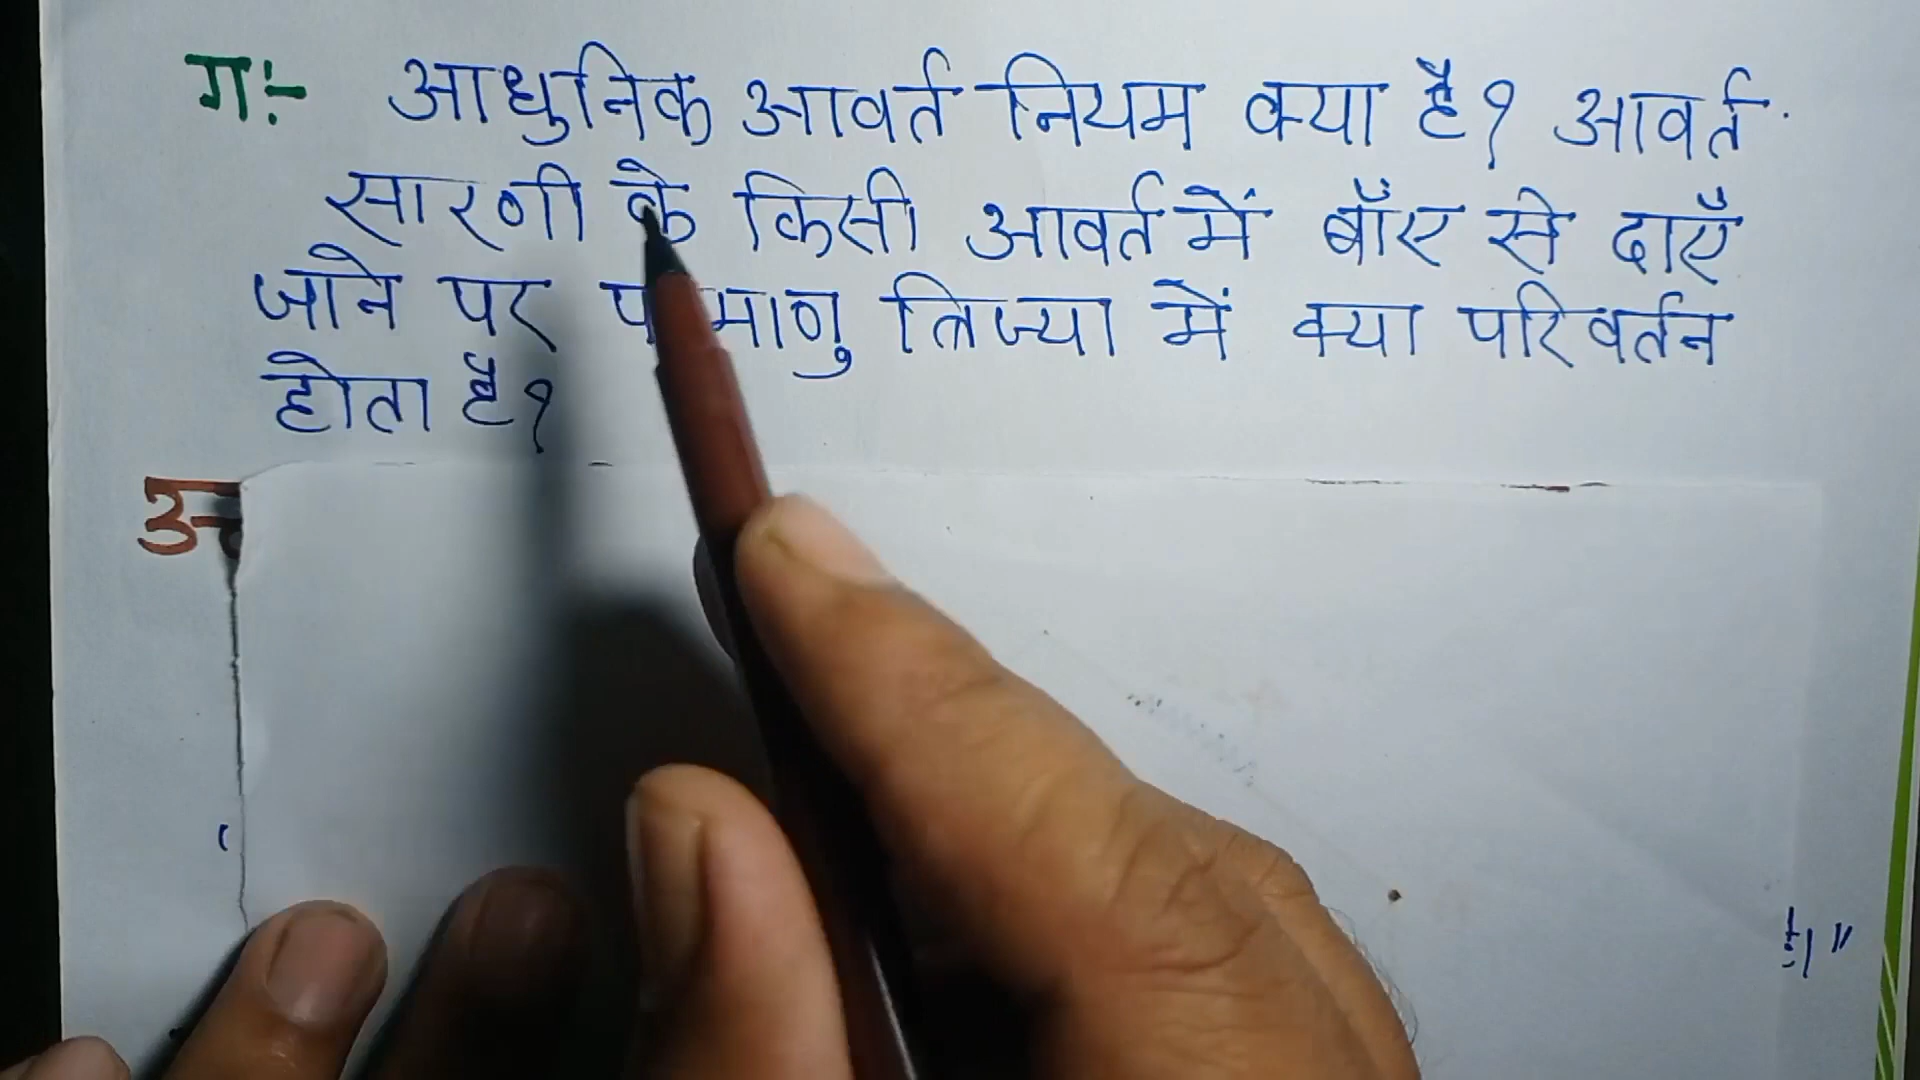 ग:- आधुनिक आवर्त नियम क्या है? आवर्त
सारणी के किसी आवर्त में बाँए से दाएँ
जाने पर त्रिज्या में क्या परिवर्तन
होता है?